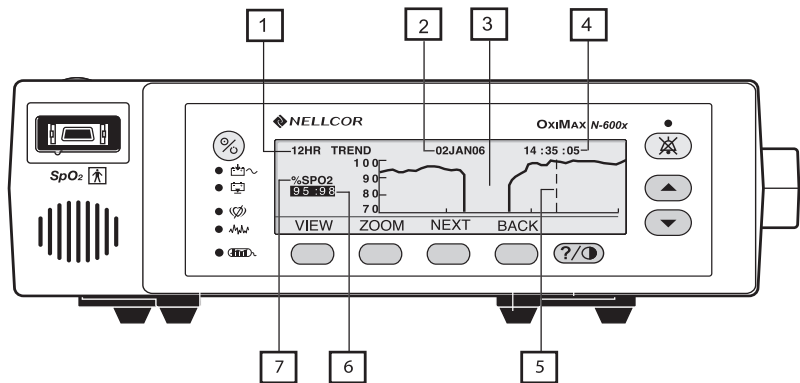 1 2 3 4
NELLCOR OXIMAX N-600x
%
12HR TREND 02JAN06 14:35:05
100
%SPO2 90
95:98 80
70
SpO2
VIEW ZOOM NEXT BACK ?/
7 6 5